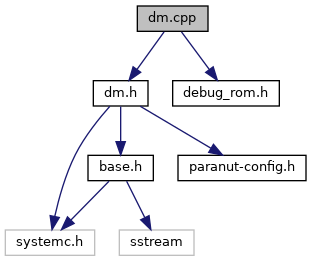 dm.cpp
dm.h
debug_rom.h
base.h
paranut-config.h
systemc.h
sstream